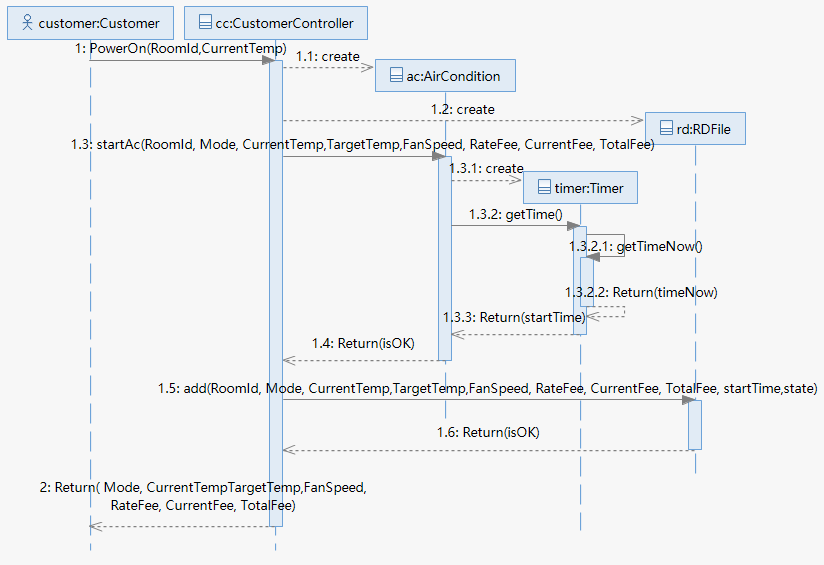 customer:Customer
cc:CustomerController
1: PowerOn(RoomId,CurrentTemp)
1.1: create
ac:AirCondition
1.2: create
rd:RDFile
1.3: startAc(RoomId, Mode, CurrentTemp,TargetTemp,FanSpeed, RateFee, CurrentFee, TotalFee)
1.3.1: create
timer:Timer
1.3.2: getTime()
1.3.2.1: getTimeNow()
1.3.2.2: Return(timeNow)
1.3.3: Return(startTime)
1.4: Return(isOK)
1.5: add(RoomId, Mode, CurrentTemp,TargetTemp,FanSpeed, RateFee, CurrentFee, TotalFee, startTime,state)
1.6: Return(isOK)
2: Return( Mode, CurrentTempTargetTemp,FanSpeed,
RateFee, CurrentFee, TotalFee)